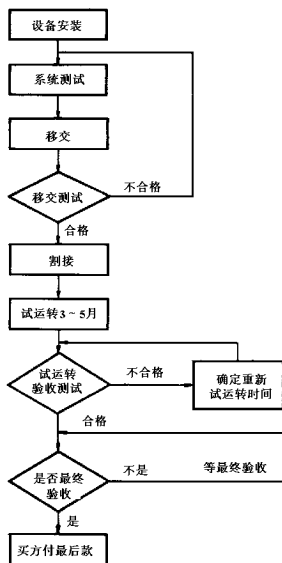 设备安装
系统测试
移交
移交测试
不合格
合格
割接
试运转3~5月
试运转
验收测试
不合格
确定重新
试运转时间
合格
是否最终
验收
不是
等最终验收
是
买方付最后款